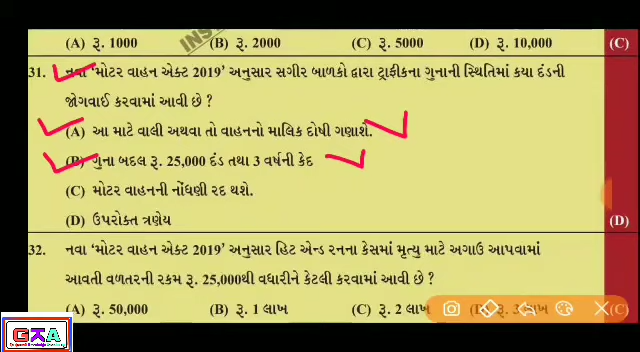 (A) રૂ. 1000 (B) રૂ. 2000 (C) રૂ. 5000 (D) રૂ. 10,000 (C)
31. નવા ‘મોટર વાહન એક્ટ 2019’ અનુસાર સગીર બાળકો દ્વારા ટ્રાફીકના ગુનાની સ્થિતિમાં કયા દંડની
જોગવાઈ કરવામાં આવી છે ?
(A) આ માટે વાલી અથવા તો વાહનનો માલિક દોષી ગણાશે.
(B) ગુના બદલ રૂ. 25,000 દંડ તથા 3 વર્ષની કેદ
(C) મોટર વાહનની નોંધણી રદ થશે.
(D) ઉપરોક્ત ત્રણેય (D)
32. નવા ‘મોટર વાહન એક્ટ 2019’ અનુસાર હિટ એન્ડ રનના કેસમાં મૃત્યુ માટે અગાઉ આપવામાં
આવતી વળતરની રકમ રૂ. 25,000થી વધારીને કેટલી કરવામાં આવી છે ?
(A) રૂ. 50,000 (B) રૂ. 1 લાખ (C) રૂ. 2 લાખ (D) રૂ. 3 લાખ (C)
GKA